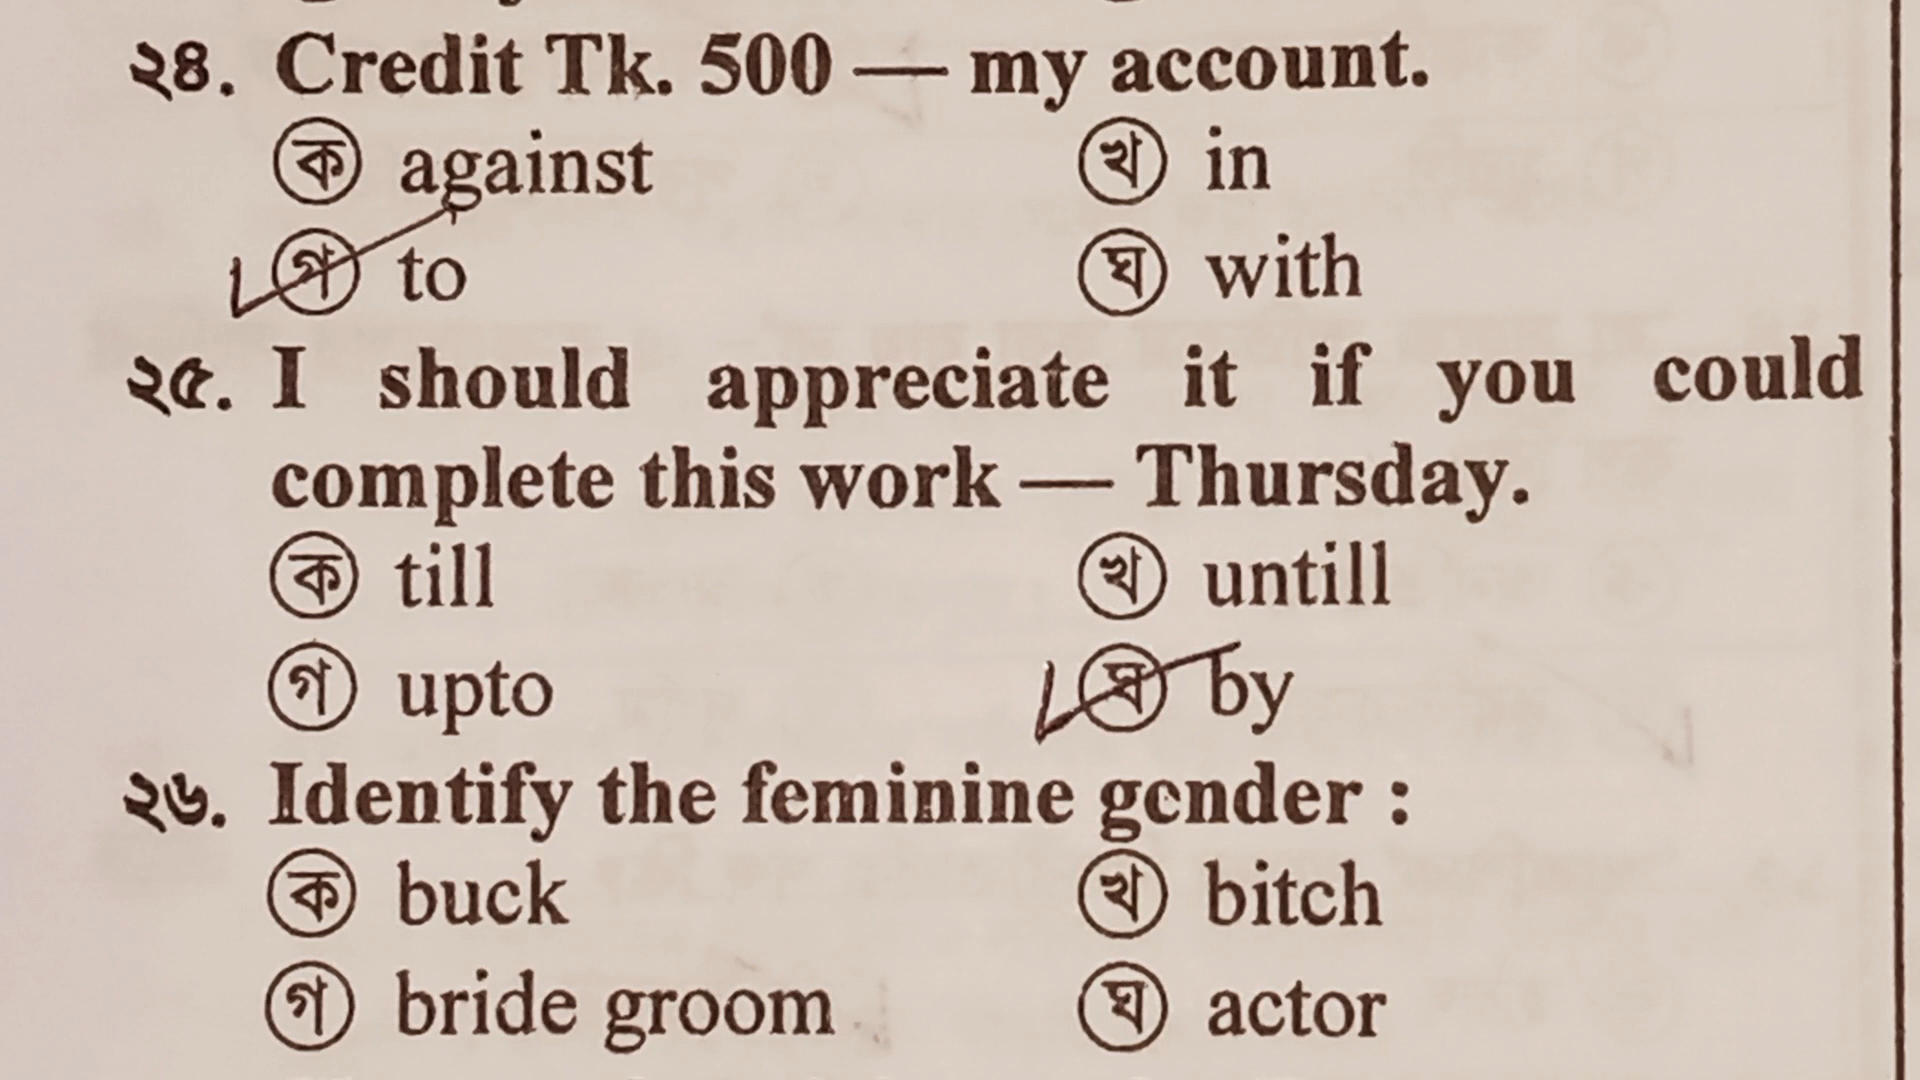 ২৪. Credit Tk. 500 — my account.
ক against খ in
গ to ঘ with
২৫. I should appreciate it if you could
complete this work — Thursday.
ক till খ untill
গ upto ঘ by
২৬. Identify the feminine gender :
ক buck খ bitch
গ bride groom ঘ actor